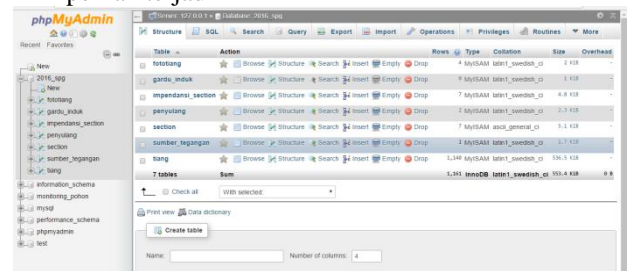 phpMyAdmin
Recent Favorites
New
2016_spg
New
fototiang
gardu_induk
impendansi_section
penyulang
section
sumber_tegangan
tiang
information_schema
monitoring_pohon
mysql
performance_schema
phpmyadmin
test
Server: 127.0.0.1 » Database: 2016_spg
Structure SQL Search Query Export Import Operations Privileges Routines More
Table Action Rows Type Collation Size Overhead
fototiang Browse Structure Search Insert Empty Drop 4 MyISAM latin1_swedish_ci 2 KiB -
gardu_induk Browse Structure Search Insert Empty Drop MyISAM latin1_swedish_ci 1 KiB -
impendansi_section Browse Structure Search Insert Empty Drop 7 MyISAM latin1_swedish_ci 4.8 KiB -
penyulang Browse Structure Search Insert Empty Drop 2 MyISAM latin1_swedish_ci 2.3 KiB -
section Browse Structure Search Insert Empty Drop 7 MyISAM ascii_general_ci 5.1 KiB -
sumber_tegangan Browse Structure Search Insert Empty Drop 1 MyISAM latin1_swedish_ci 2.7 KiB -
tiang Browse Structure Search Insert Empty Drop 1,140 MyISAM latin1_swedish_ci 536.5 KiB -
7 tables Sum 1,161 InnoDB latin1_swedish_ci 553.4 KiB 0 B
Check all With selected:
Print view Data dictionary
Create table
Name: Number of columns: 4